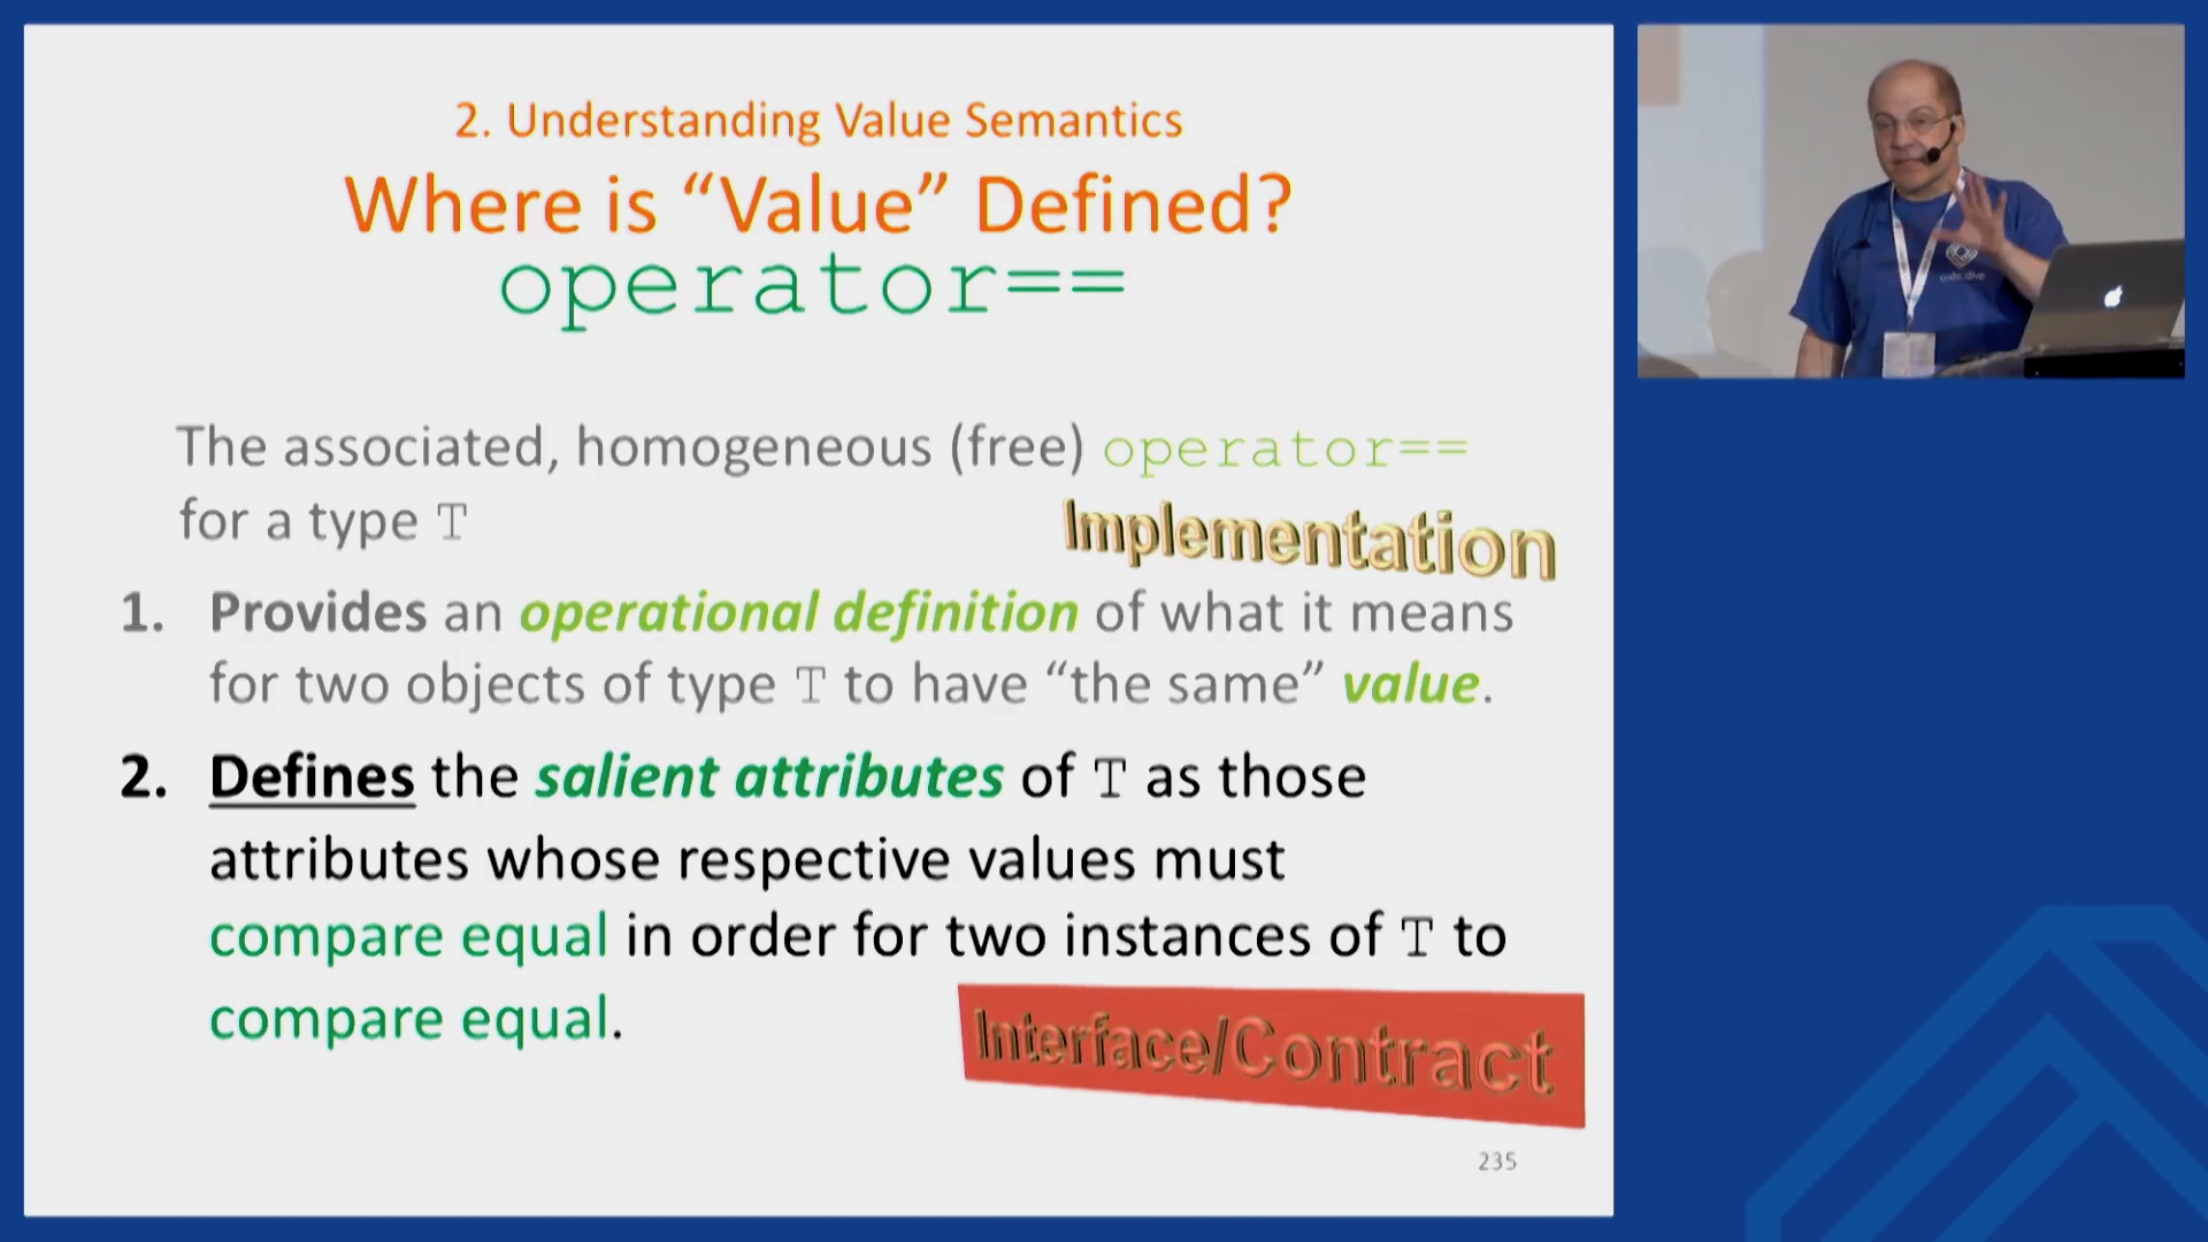 2. Understanding Value Semantics
Where is “Value” Defined?
operator==
The associated, homogeneous (free) operator==
for a type T
Implementation
1. Provides an operational definition of what it means
for two objects of type T to have “the same” value.
2. Defines the salient attributes of T as those
attributes whose respective values must
compare equal in order for two instances of T to
compare equal.
Interface/Contract
235
code::dive